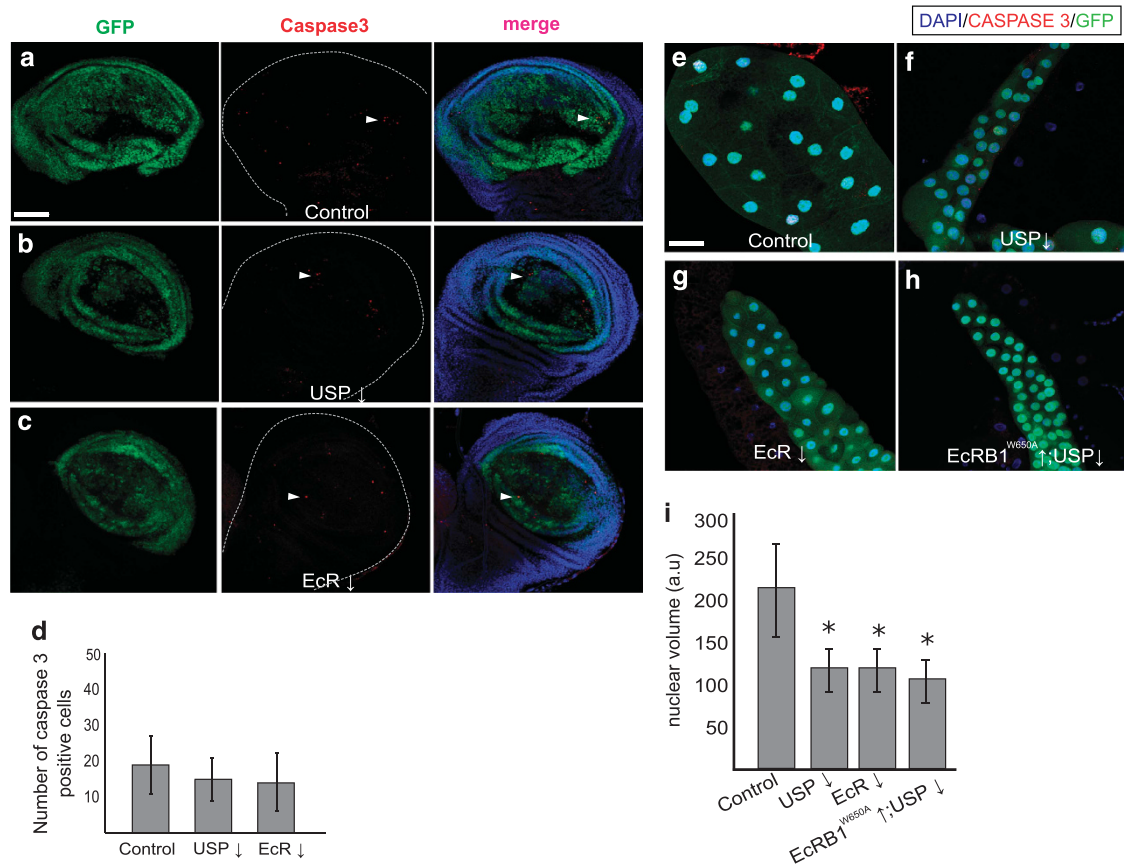 GFP Caspase3 merge
DAPI/CASPASE 3/GFP
a
Control
b
USP ↓
c
EcR ↓
e
Control
f
USP↓
g
EcR ↓
h
EcRB1W650A ↑;USP↓
d
Number of caspase 3
positive cells
50
40
30
20
10
Control USP ↓ EcR ↓
i
nuclear volume (a.u)
300
250
200
150
100
50
* * *
Control
USP ↓
EcR ↓
EcRB1W650A ↑;USP ↓